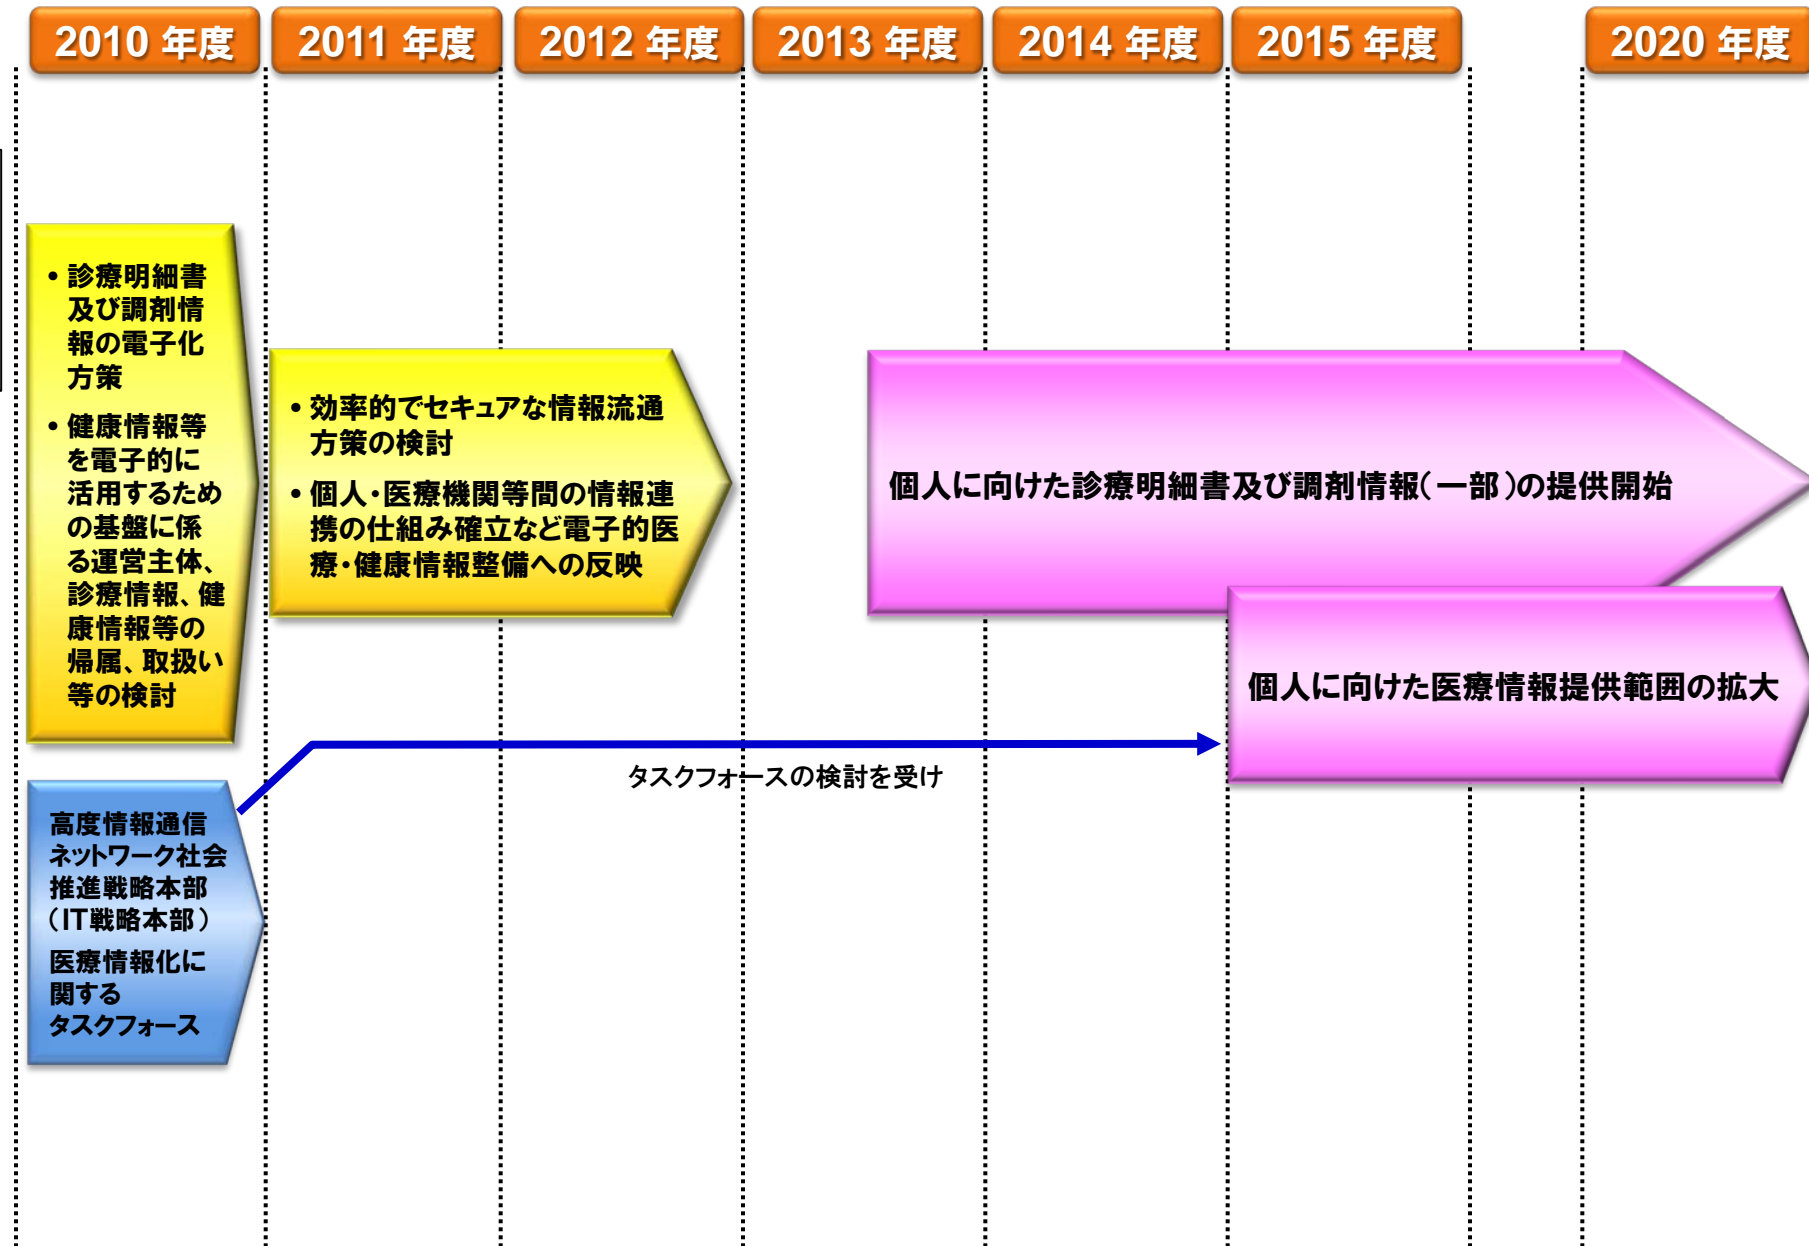 2010 年度
2011 年度
2012 年度
2013 年度
2014 年度
2015 年度
2020 年度
• 診療明細書
及び調剤情
報の電子化
方策
• 健康情報等
を電子的に
活用するため
の基盤に係
る運営主体、
診療情報、健
康情報等の
帰属、取扱い
等の検討
• 効率的でセキュアな情報流通
方策の検討
• 個人・医療機関等間の情報連
携の仕組み確立など電子的医
療・健康情報整備への反映
個人に向けた診療明細書及び調剤情報（一部）の提供開始
個人に向けた医療情報提供範囲の拡大
タスクフォースの検討を受け
高度情報通信
ネットワーク社会
推進戦略本部
（IT戦略本部）
医療情報化に
関する
タスクフォース